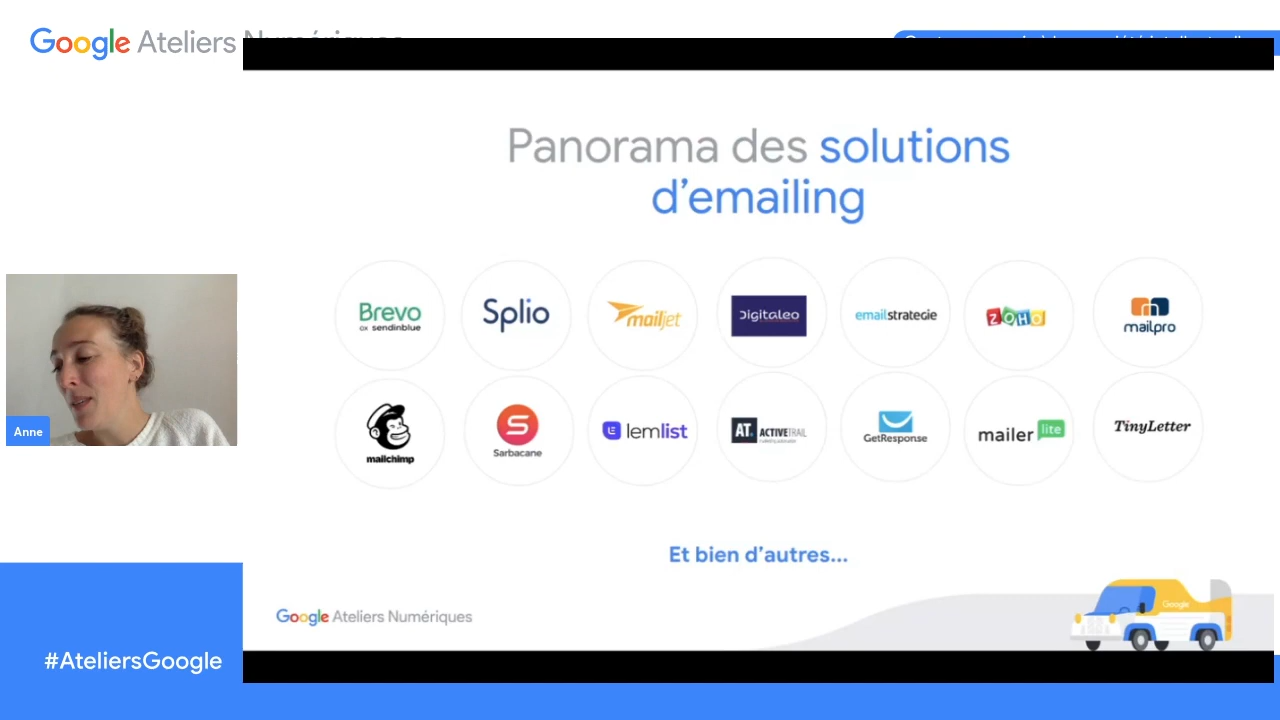 Google Ateliers
Panorama des solutions
d'emailing
Brevo
ex sendinblue
Splio
mailjet
Digitaleo
emailstrategie
ZOHO
mailpro
mailchimp
S
Sarbacane
lemlist
AT. ACTIVETRAIL
GetResponse
mailer lite
TinyLetter
Anne
Et bien d'autres...
Google
Google Ateliers Numériques
#AteliersGoogle